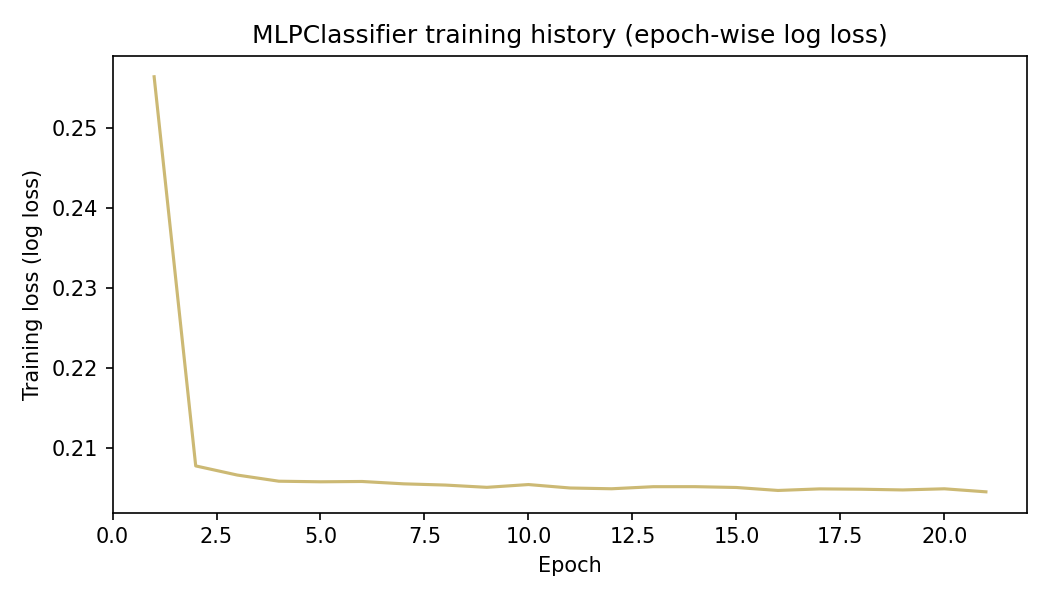 MLPClassifier training history (epoch-wise log loss)
Training loss (log loss)
0.25
0.24
0.23
0.22
0.21
0.0 2.5 5.0 7.5 10.0 12.5 15.0 17.5 20.0
Epoch